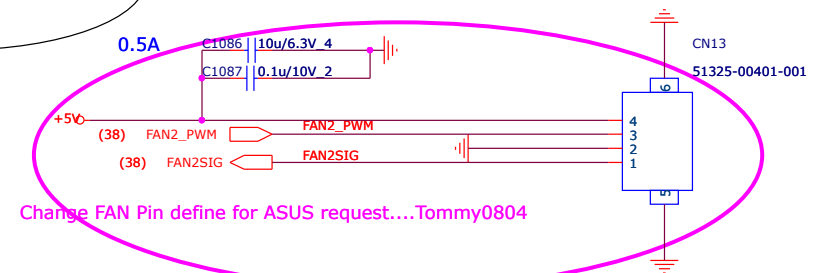 0.5A
C1086 10u/6.3V_4
C1087 0.1u/10V_2
CN13
51325-00401-001
6
+5V
4
(38) FAN2_PWM FAN2_PWM 3
2
(38) FAN2SIG FAN2SIG 1
5
Change FAN Pin define for ASUS request....Tommy0804